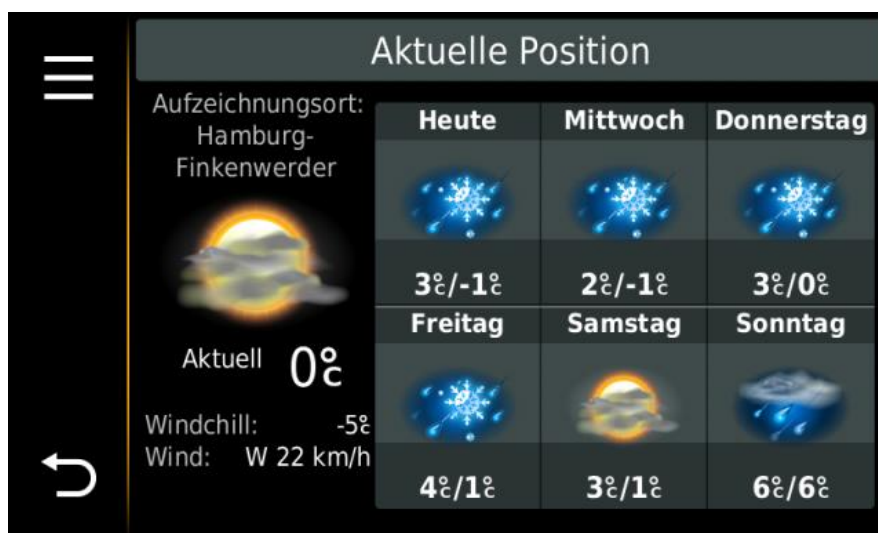 Aktuelle Position
Aufzeichnungsort:
Hamburg-
Finkenwerder
Aktuell 0°C
Windchill: -5°C
Wind: W 22 km/h
Heute Mittwoch Donnerstag
3°C/-1°C 2°C/-1°C 3°C/0°C
Freitag Samstag Sonntag
4°C/1°C 3°C/1°C 6°C/6°C